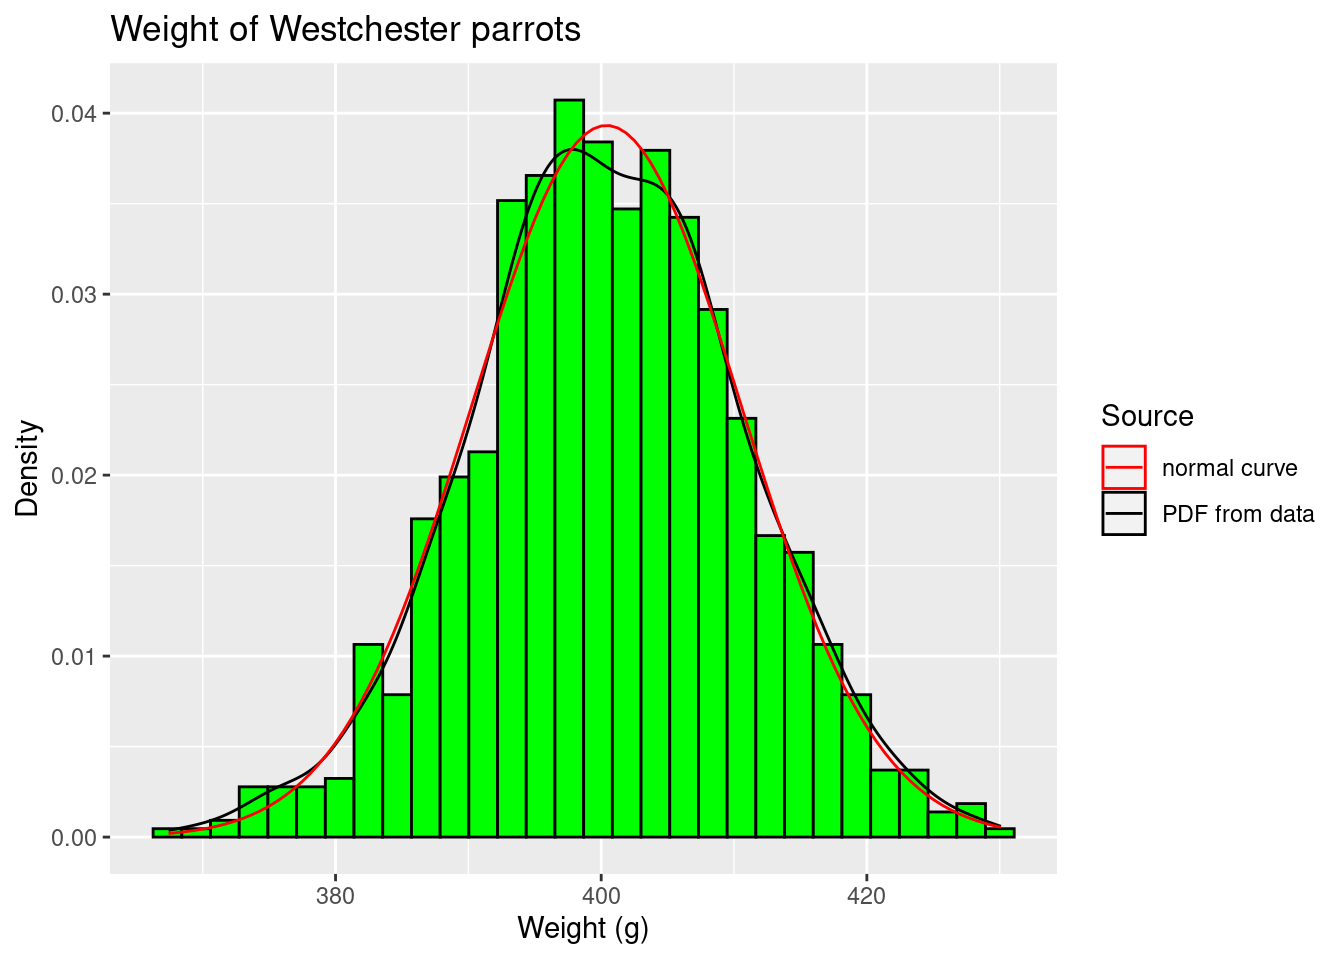 Weight of Westchester parrots
0.04
0.03
0.02
0.01
0.00
Density
380
400
420
Weight (g)
Source
normal curve
PDF from data